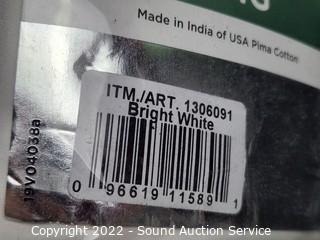 Made in India of USA Pima Cotton
ITM./ART. 1306091
Bright White
0 96619 11589 1
Copyright 2022 - Sound Auction Service